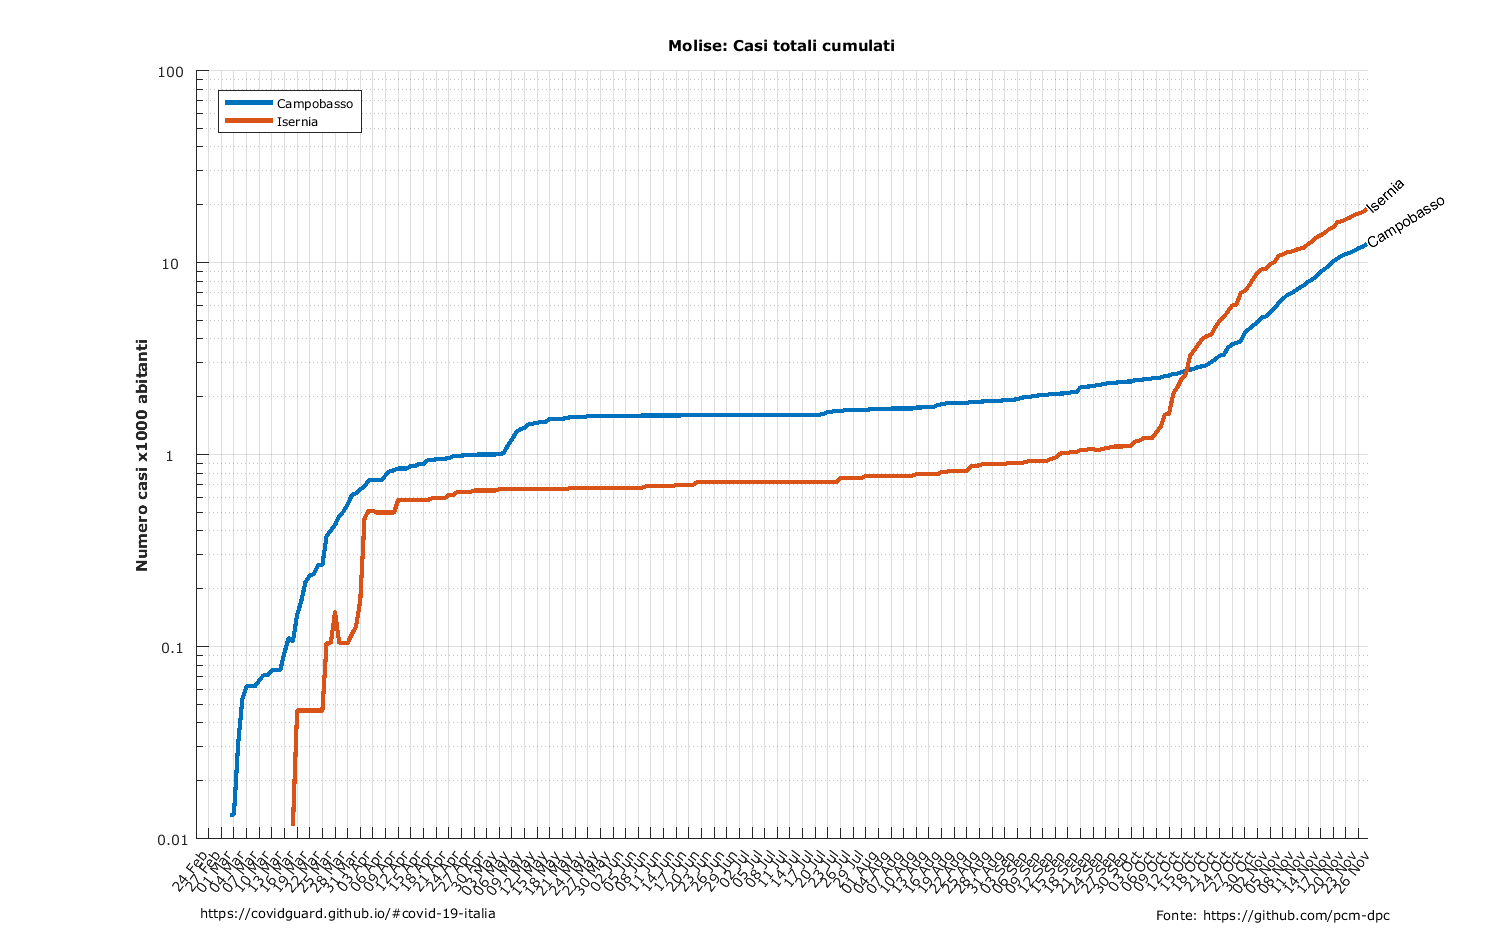 Molise: Casi totali cumulati
100
10
1
0.1
0.01
Numero casi x1000 abitanti
Campobasso
Isernia
Isernia
Campobasso
24 Feb
27 Feb
01 Mar
04 Mar
07 Mar
10 Mar
13 Mar
16 Mar
19 Mar
22 Mar
25 Mar
28 Mar
31 Mar
03 Apr
06 Apr
09 Apr
12 Apr
15 Apr
18 Apr
21 Apr
24 Apr
27 Apr
30 Apr
03 May
06 May
09 May
12 May
15 May
18 May
21 May
24 May
27 May
30 May
02 Jun
05 Jun
08 Jun
11 Jun
14 Jun
17 Jun
20 Jun
23 Jun
26 Jun
29 Jun
02 Jul
05 Jul
08 Jul
11 Jul
14 Jul
17 Jul
20 Jul
23 Jul
26 Jul
29 Jul
01 Aug
04 Aug
07 Aug
10 Aug
13 Aug
16 Aug
19 Aug
22 Aug
25 Aug
28 Aug
31 Aug
03 Sep
06 Sep
09 Sep
12 Sep
15 Sep
18 Sep
21 Sep
24 Sep
27 Sep
30 Sep
03 Oct
06 Oct
09 Oct
12 Oct
15 Oct
18 Oct
21 Oct
24 Oct
27 Oct
30 Oct
02 Nov
05 Nov
08 Nov
11 Nov
14 Nov
17 Nov
20 Nov
23 Nov
26 Nov
https://covidguard.github.io/#covid-19-italia
Fonte: https://github.com/pcm-dpc